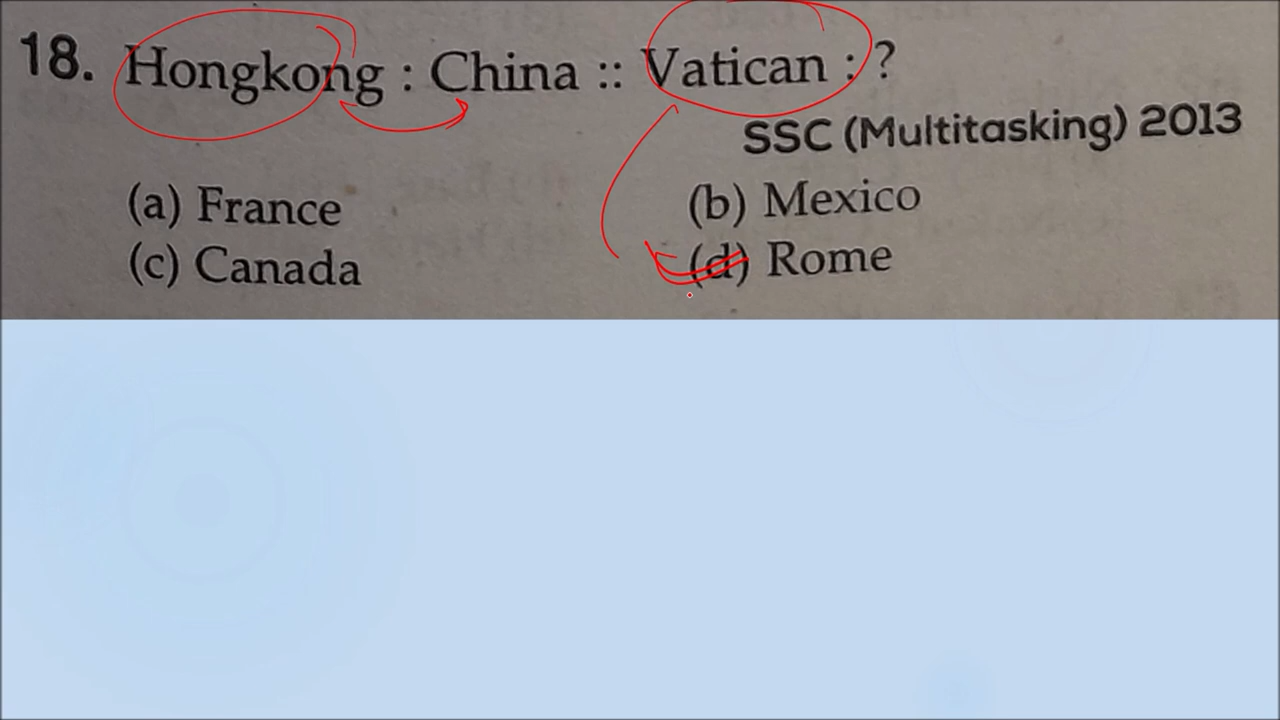 18. Hongkong : China :: Vatican : ?
SSC (Multitasking) 2013
(a) France (b) Mexico
(c) Canada (d) Rome